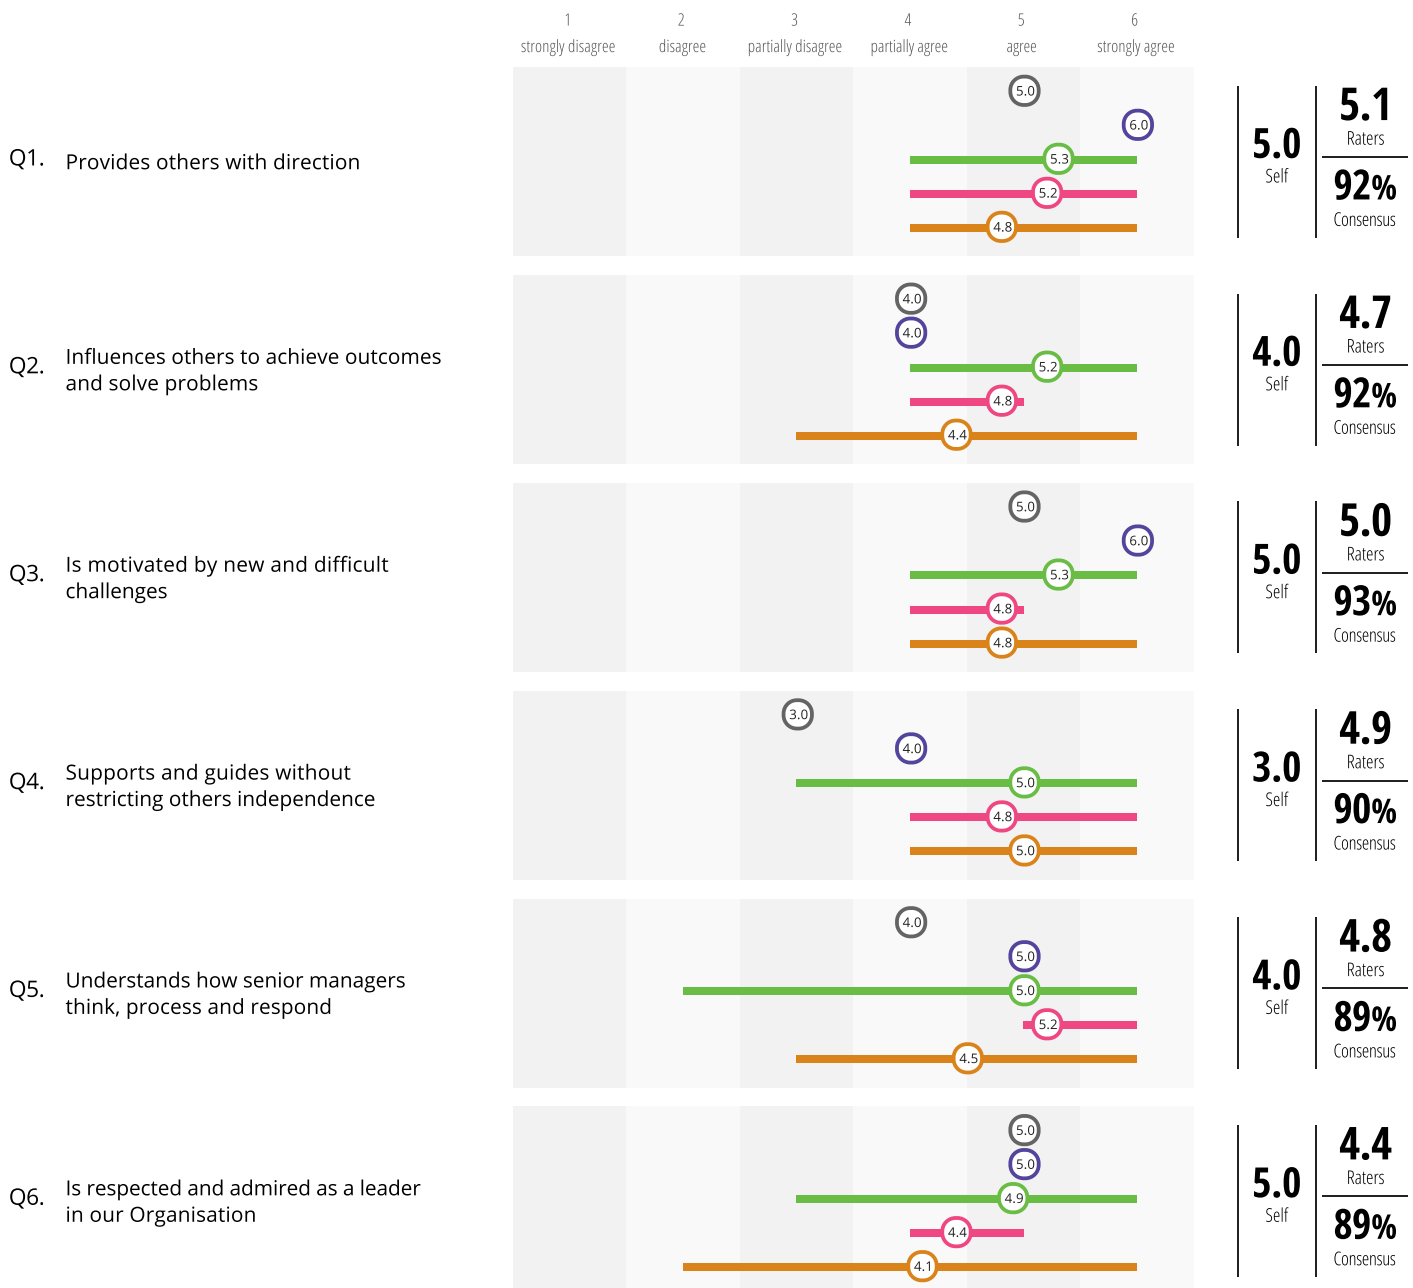 1 2 3 4 5 6
strongly disagree disagree partially disagree partially agree agree strongly agree
Q1. Provides others with direction
5.0
6.0
5.3
5.2
4.8
5.0
Self
5.1
Raters
92%
Consensus
Q2. Influences others to achieve outcomes
and solve problems
4.0
4.0
5.2
4.8
4.4
4.0
Self
4.7
Raters
92%
Consensus
Q3. Is motivated by new and difficult
challenges
5.0
6.0
5.3
4.8
4.8
5.0
Self
5.0
Raters
93%
Consensus
Q4. Supports and guides without
restricting others independence
3.0
4.0
5.0
4.8
5.0
3.0
Self
4.9
Raters
90%
Consensus
Q5. Understands how senior managers
think, process and respond
4.0
5.0
5.0
5.2
4.5
4.0
Self
4.8
Raters
89%
Consensus
Q6. Is respected and admired as a leader
in our Organisation
5.0
5.0
4.9
4.4
4.1
5.0
Self
4.4
Raters
89%
Consensus